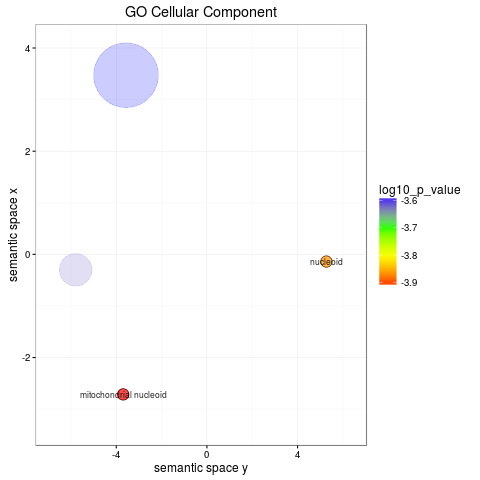 GO Cellular Component
4
2
0
-2
semantic space x
nucleoid
mitochondrial nucleoid
-4
0
4
semantic space y
log10_p_value
-3.6
-3.7
-3.8
-3.9